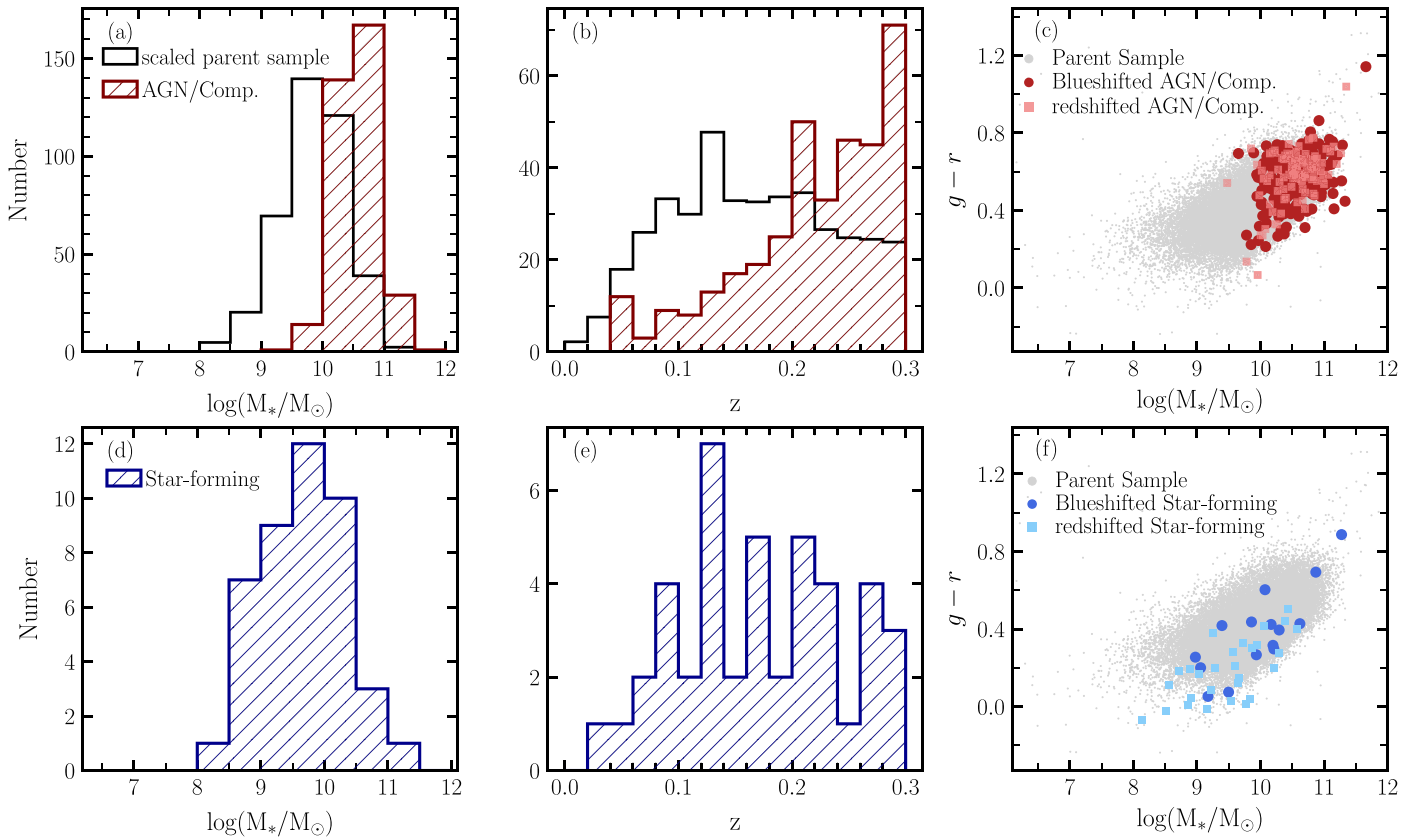 (a)
scaled parent sample
AGN/Comp.
Number
0
50
100
150
7 8 9 10 11 12
log(M*/M⊙)
(b)
0
20
40
60
0.0 0.1 0.2 0.3
z
(c)
Parent Sample
Blueshifted AGN/Comp.
redshifted AGN/Comp.
g − r
0.0
0.4
0.8
1.2
7 8 9 10 11 12
log(M*/M⊙)
(d)
Star-forming
Number
0
2
4
6
8
10
12
7 8 9 10 11 12
log(M*/M⊙)
(e)
0
2
4
6
0.0 0.1 0.2 0.3
z
(f)
Parent Sample
Blueshifted Star-forming
redshifted Star-forming
g − r
0.0
0.4
0.8
1.2
7 8 9 10 11 12
log(M*/M⊙)